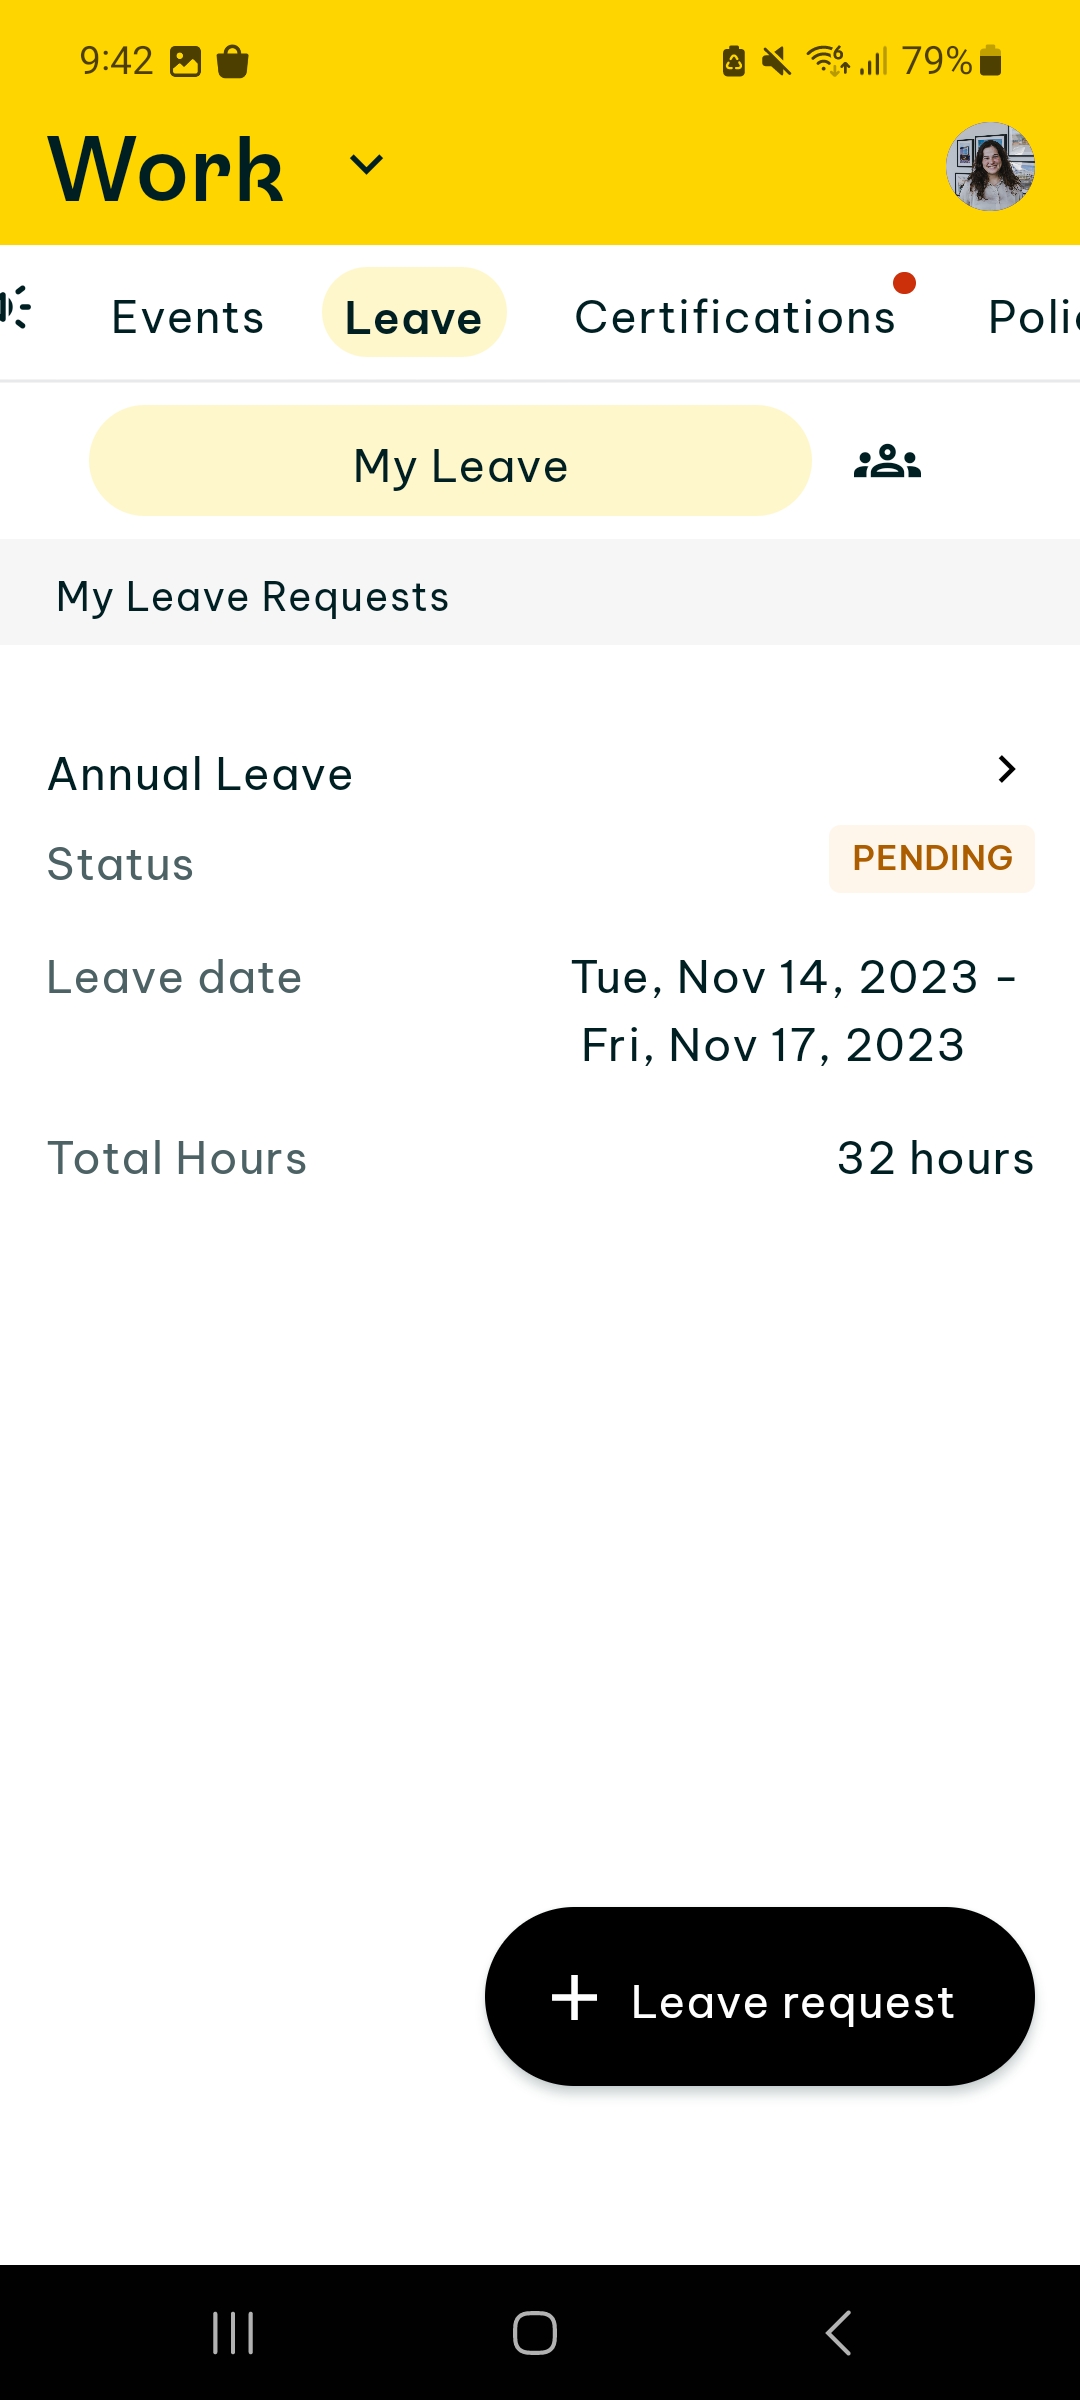 9:42 79%
Work
Events Leave Certifications
My Leave
My Leave Requests
Annual Leave
Status PENDING
Leave date Tue, Nov 14, 2023 -
Fri, Nov 17, 2023
Total Hours 32 hours
+ Leave request